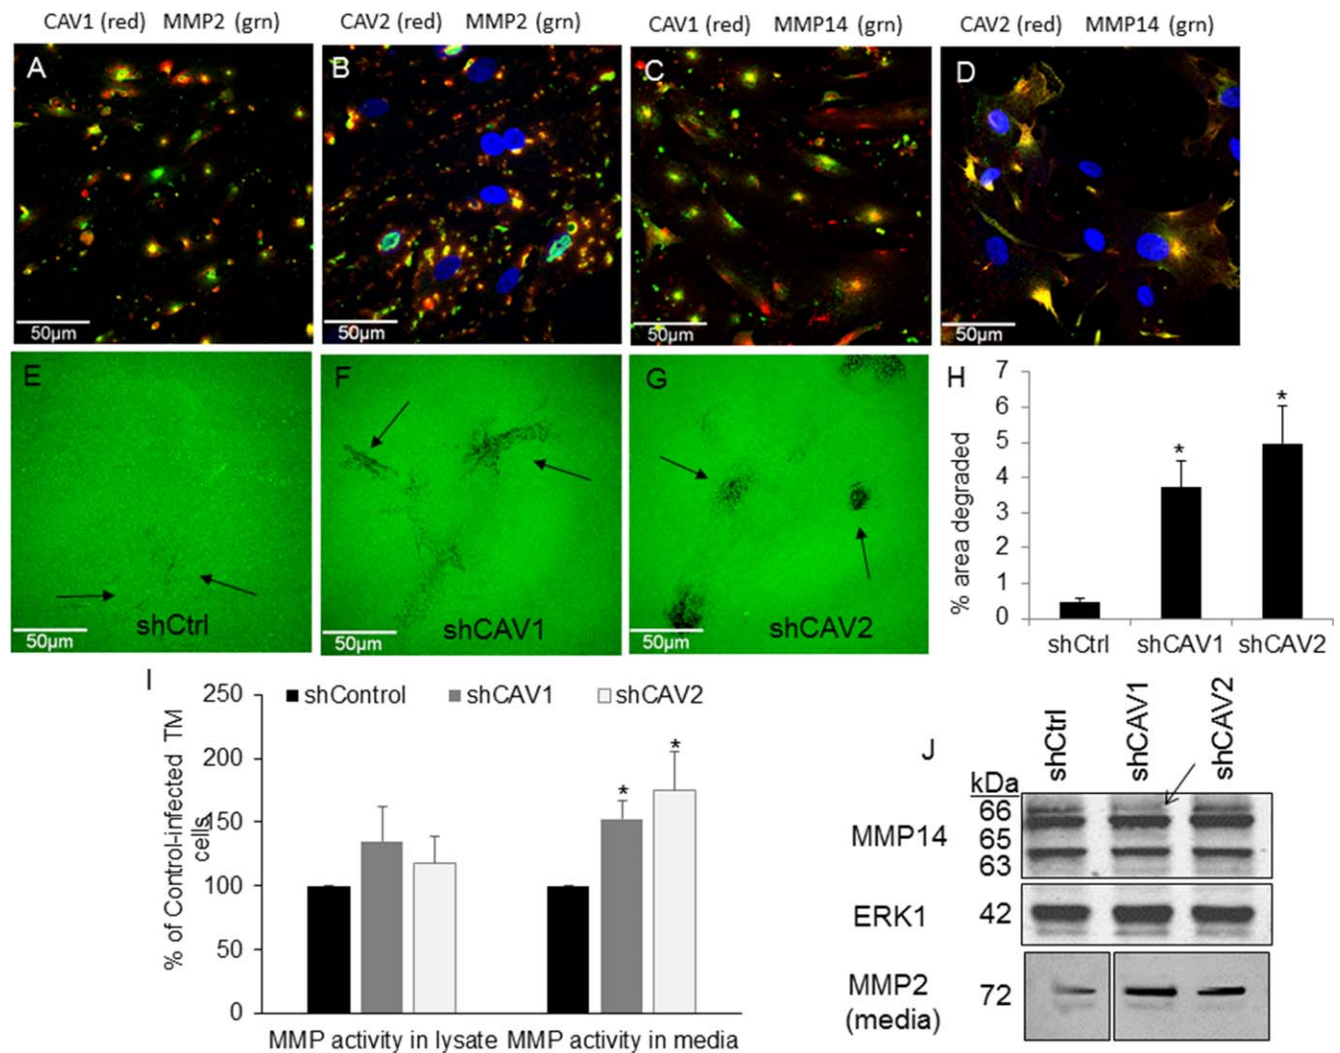 CAV1 (red) MMP2 (grn) CAV2 (red) MMP2 (grn) CAV1 (red) MMP14 (grn) CAV2 (red) MMP14 (grn)
A B C D
50µm 50µm 50µm 50µm
E F G H
shCtrl shCAV1 shCAV2
50µm 50µm 50µm
% area degraded
7
6
5
4
3
2
1
0
* *
shCtrl shCAV1 shCAV2
I
shControl shCAV1 shCAV2
% of Control-infected TM
cells
250
200
150
100
50
0
* *
MMP activity in lysate MMP activity in media
J
shCtrl shCAV1 shCAV2
kDa
MMP14
66
65
63
ERK1 42
MMP2 72
(media)